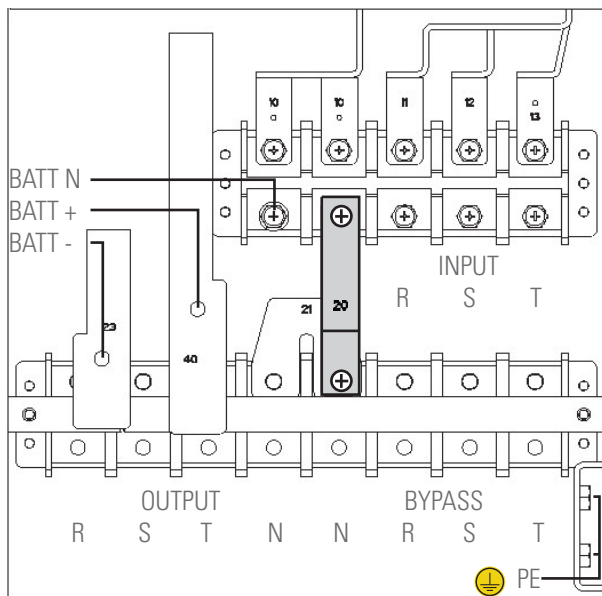 10 10 11 12 13
BATT N
BATT +
BATT -
INPUT
R S T
21 20
23
40
OUTPUT BYPASS
R S T N N R S T
PE